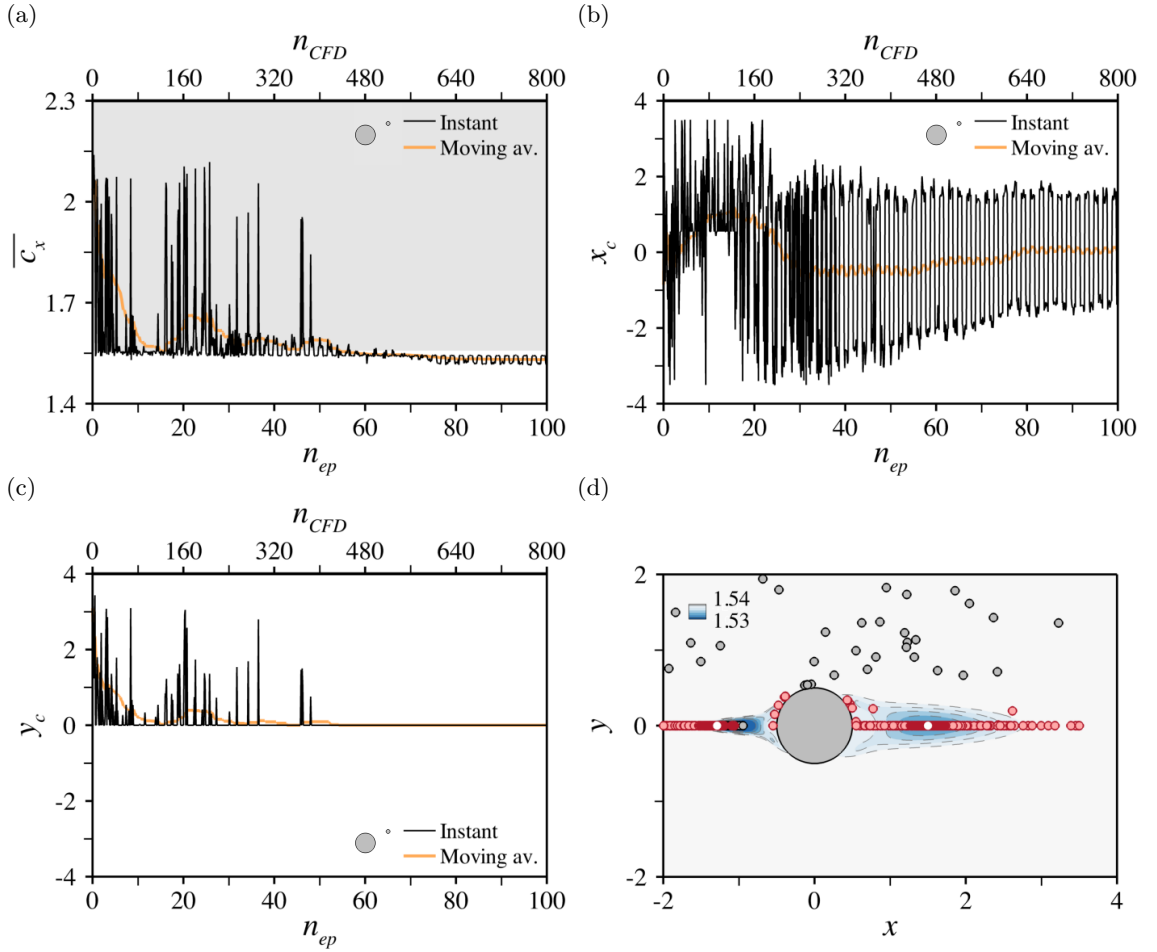 (a)
n_CFD
0 160 320 480 640 800
2.3
2
1.7
1.4
c̅_x
Instant
Moving av.
0 20 40 60 80 100
n_ep
(b)
n_CFD
0 160 320 480 640 800
4
2
0
-2
-4
x_c
Instant
Moving av.
0 20 40 60 80 100
n_ep
(c)
n_CFD
0 160 320 480 640 800
4
2
0
-2
-4
y_c
Instant
Moving av.
0 20 40 60 80 100
n_ep
(d)
2
0
-2
y
1.54
1.53
-2 0 2 4
x